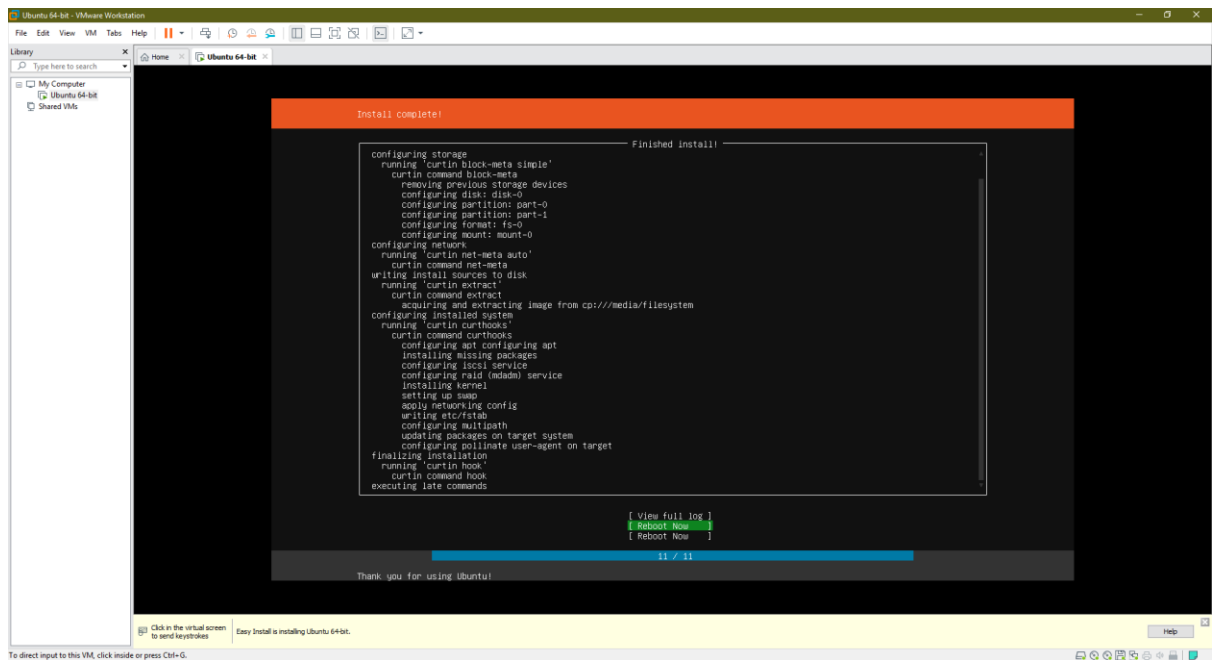 Ubuntu 64-bit - VMware Workstation
File Edit View VM Tabs Help
Library
Type here to search
My Computer
Ubuntu 64-bit
Shared VMs
Home
Ubuntu 64-bit
Install complete!
Finished install!
configuring storage
running 'curtin block-meta simple'
curtin command block-meta
removing previous storage devices
configuring disk: disk-0
configuring partition: part-0
configuring partition: part-1
configuring format: fs-0
configuring mount: mount-0
configuring network
running 'curtin net-meta auto'
curtin command net-meta
writing install sources to disk
running 'curtin extract'
curtin command extract
acquiring and extracting image from cp:///media/filesystem
configuring installed system
running 'curtin curthooks'
curtin command curthooks
configuring apt configuring apt
installing missing packages
configuring iscsi service
configuring raid (mdadm) service
installing kernel
setting up swap
apply networking config
writing etc/fstab
configuring multipath
updating packages on target system
configuring pollinate user-agent on target
finalizing installation
running 'curtin hook'
curtin command hook
executing late commands
[ View full log ]
[ Reboot Now ]
[ Reboot Now ]
11 / 11
Thank you for using Ubuntu!
Click in the virtual screen
to send keystrokes
Easy Install is installing Ubuntu 64-bit.
Help
To direct input to this VM, click inside or press Ctrl+G.